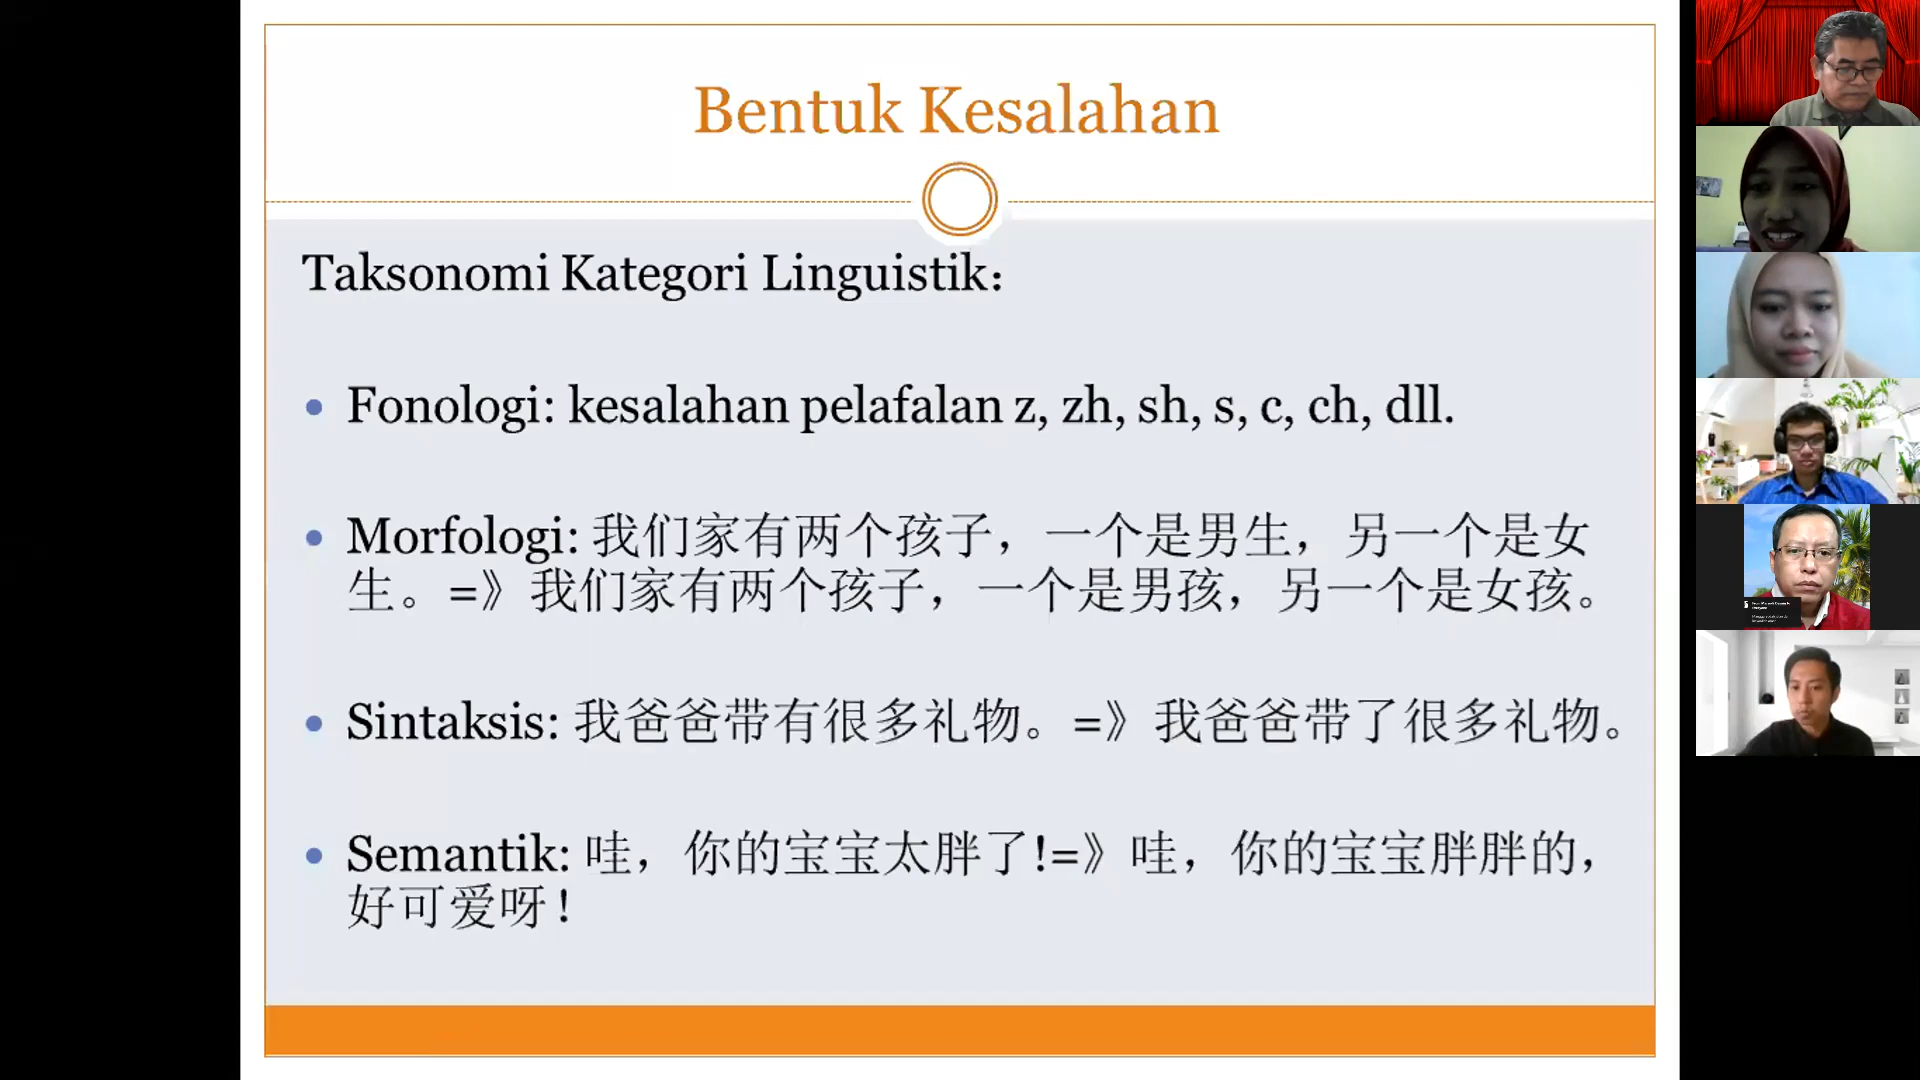 Bentuk Kesalahan
Taksonomi Kategori Linguistik：
• Fonologi: kesalahan pelafalan z, zh, sh, s, c, ch, dll.
• Morfologi: 我们家有两个孩子，一个是男生，另一个是女
生。=》我们家有两个孩子，一个是男孩，另一个是女孩。
• Sintaksis: 我爸爸带有很多礼物。=》我爸爸带了很多礼物。
• Semantik: 哇，你的宝宝太胖了!=》哇，你的宝宝胖胖的，
好可爱呀！